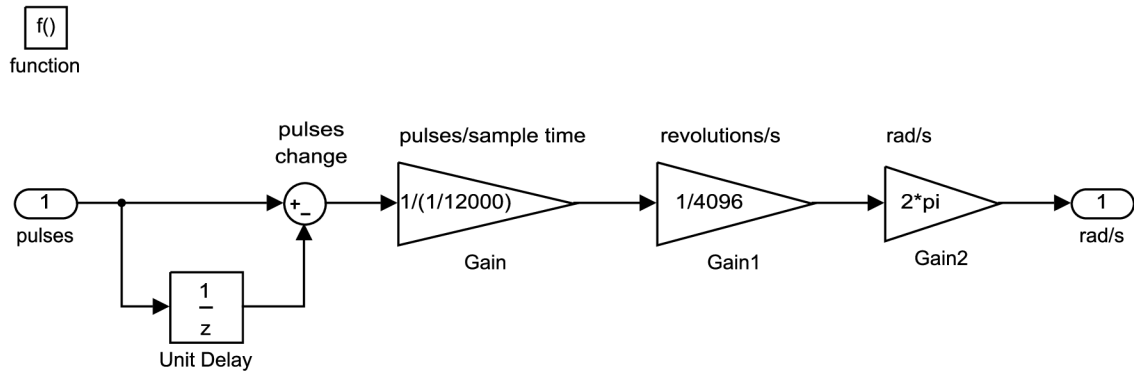 f()
function
pulses
change
pulses/sample time
revolutions/s
rad/s
1
pulses
+
−
1/(1/12000)
Gain
1/4096
Gain1
2*pi
Gain2
1
rad/s
1
z
Unit Delay